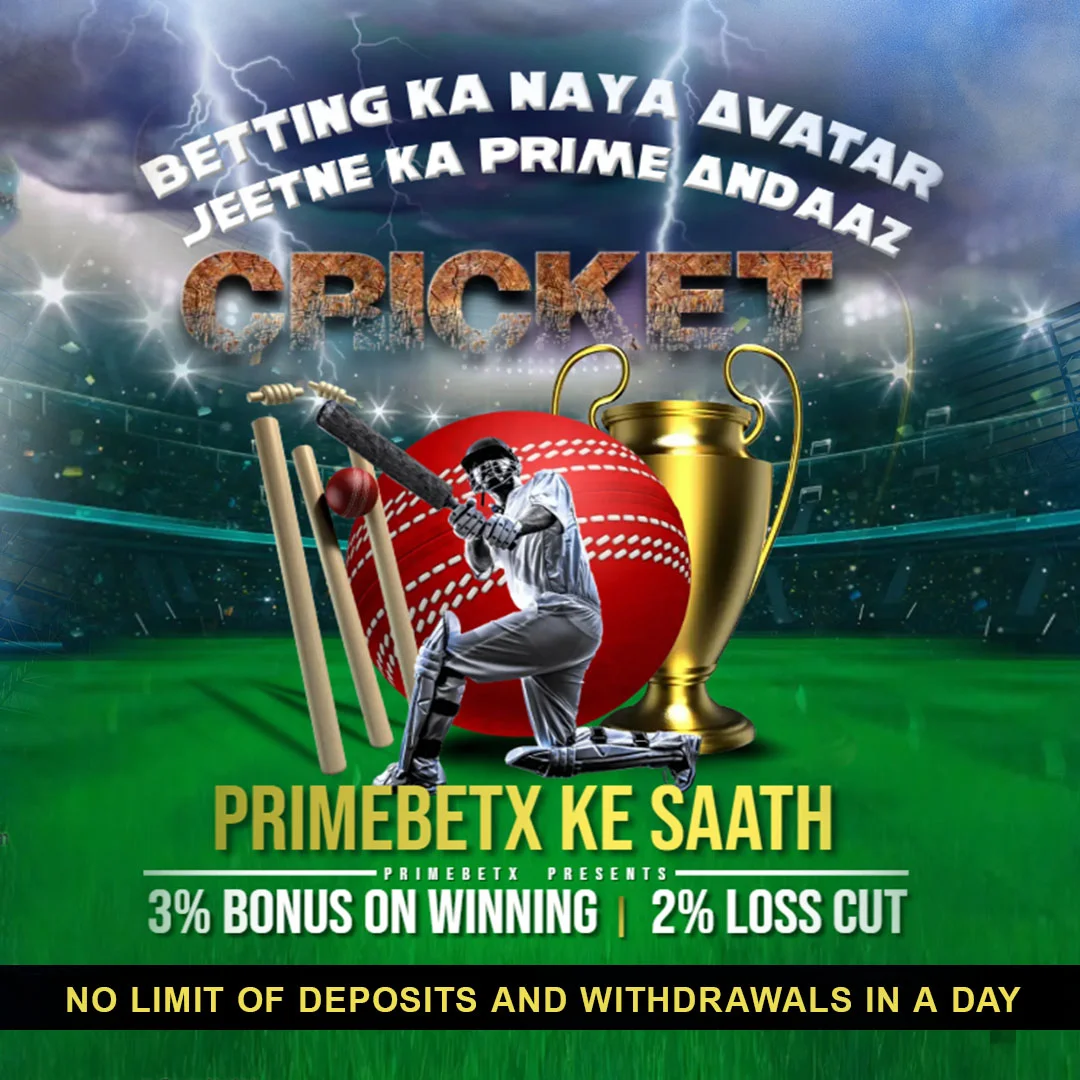 BETTING KA NAYA AVATAR
JEETNE KA PRIME ANDAAZ
CRICKET
PRIMEBETX KE SAATH
PRIMEBETX PRESENTS
3% BONUS ON WINNING | 2% LOSS CUT
NO LIMIT OF DEPOSITS AND WITHDRAWALS IN A DAY